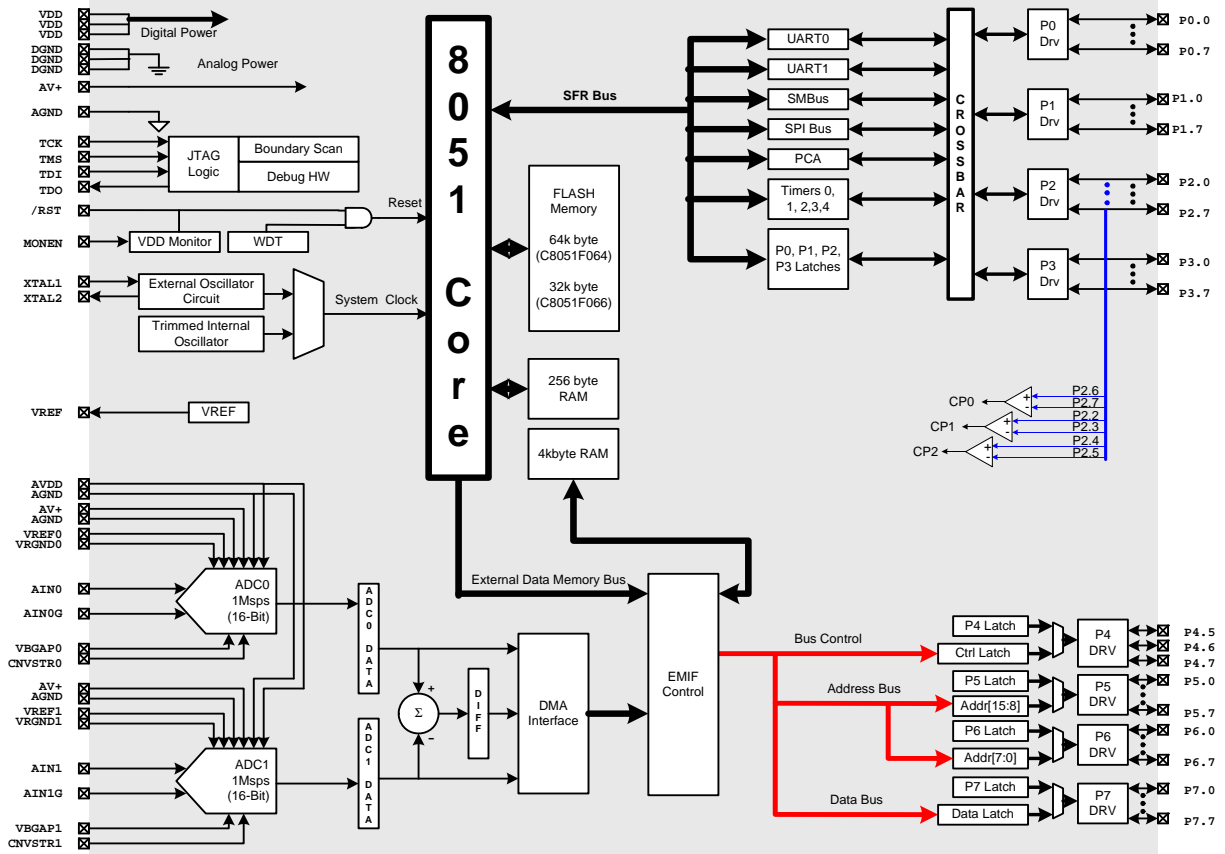 VDD
VDD
VDD
Digital Power
DGND
DGND
DGND
Analog Power
AV+
AGND
TCK
TMS
TDI
TDO
JTAG
Logic
Boundary Scan
Debug HW
/RST
Reset
MONEN
VDD Monitor
WDT
XTAL1
XTAL2
External Oscillator
Circuit
System Clock
Trimmed Internal
Oscillator
VREF
VREF
8051 Core
SFR Bus
FLASH
Memory
64k byte
(C8051F064)
32k byte
(C8051F066)
256 byte
RAM
4kbyte RAM
UART0
UART1
SMBus
SPI Bus
PCA
Timers 0,
1, 2,3,4
P0, P1, P2,
P3 Latches
CROSSBAR
P0
Drv
P0.0
P0.7
P1
Drv
P1.0
P1.7
P2
Drv
P2.0
P2.7
P3
Drv
P3.0
P3.7
CP0
+
-
P2.6
P2.7
CP1
+
-
P2.2
P2.3
CP2
+
-
P2.4
P2.5
AVDD
AGND
AV+
AGND
VREF0
VRGND0
AIN0
AIN0G
VBGAP0
CNVSTR0
ADC0
1Msps
(16-Bit)
ADC0 DATA
AV+
AGND
VREF1
VRGND1
AIN1
AIN1G
VBGAP1
CNVSTR1
ADC1
1Msps
(16-Bit)
ADC1 DATA
+
Σ
−
DIFF
DMA
Interface
External Data Memory Bus
EMIF
Control
Bus Control
Address Bus
Data Bus
P4 Latch
Ctrl Latch
P4
DRV
P4.5
P4.6
P4.7
P5 Latch
Addr[15:8]
P5
DRV
P5.0
P5.7
P6 Latch
Addr[7:0]
P6
DRV
P6.0
P6.7
P7 Latch
Data Latch
P7
DRV
P7.0
P7.7